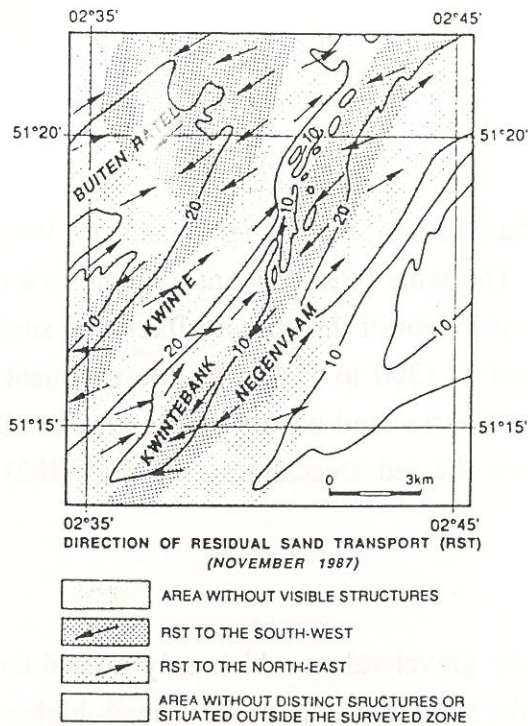 02°35'
02°45'
51°20'
51°20'
BUITEN RATEL
10
20
10
20
10
KWINTE
20
10
NEGENVAAM
10
10
KWINTEBANK
51°15'
51°15'
0 3km
02°35'
02°45'
DIRECTION OF RESIDUAL SAND TRANSPORT (RST)
(NOVEMBER 1987)
AREA WITHOUT VISIBLE STRUCTURES
RST TO THE SOUTH-WEST
RST TO THE NORTH-EAST
AREA WITHOUT DISTINCT SRUCTURES OR
SITUATED OUTSIDE THE SURVEYED ZONE